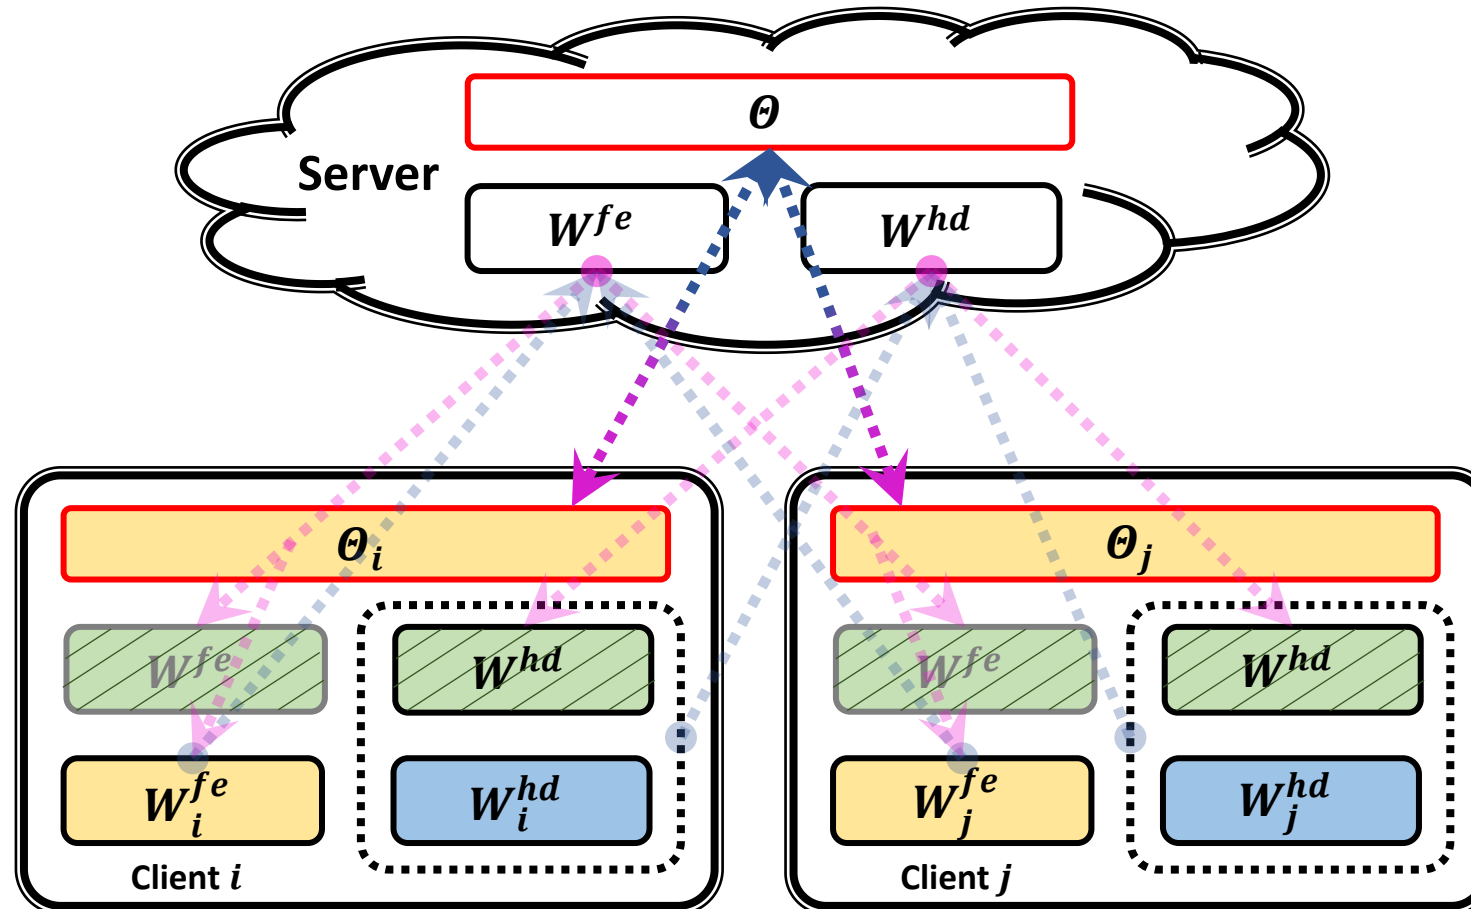 Θ
Server
W^{fe} W^{hd}
Θ_i
W^{fe} W^{hd}
W_i^{fe} W_i^{hd}
Client i
Θ_j
W^{fe} W^{hd}
W_j^{fe} W_j^{hd}
Client j